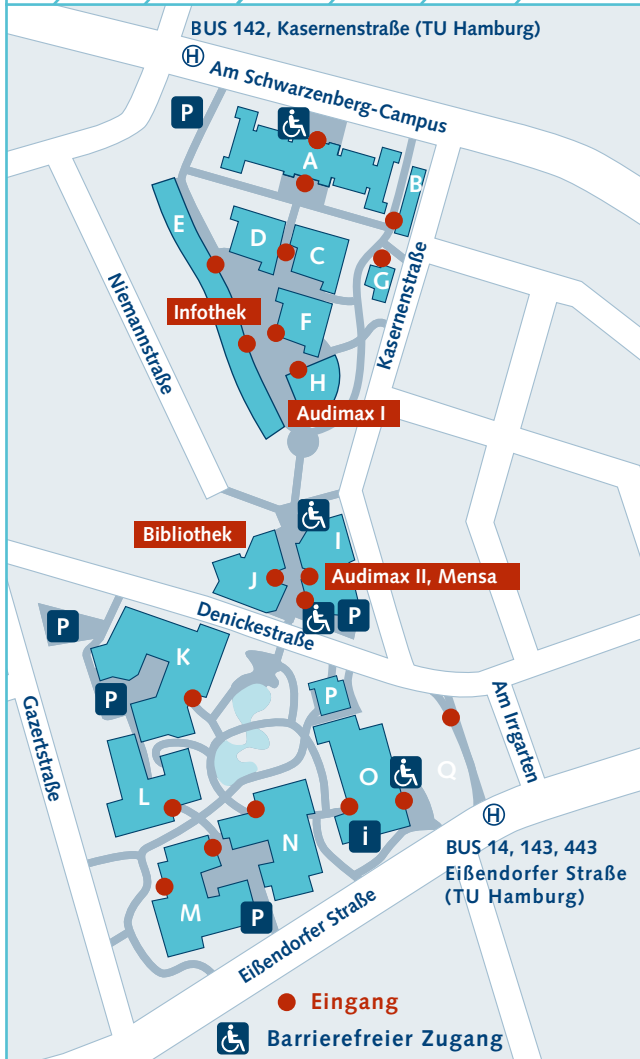 BUS 142, Kasernenstraße (TU Hamburg)
H
Am Schwarzenberg-Campus
P
A
B
E
D
C
G
Niemannstraße
Infothek
F
Kasernenstraße
H
Audimax I
Bibliothek
I
J
Audimax II, Mensa
P
Denickestraße
P
K
P
P
Am Irrgarten
Gazertstraße
L
O
Q
H
i
N
BUS 14, 143, 443
Eißendorfer Straße
(TU Hamburg)
M
P
Eißendorfer Straße
Eingang
Barrierefreier Zugang